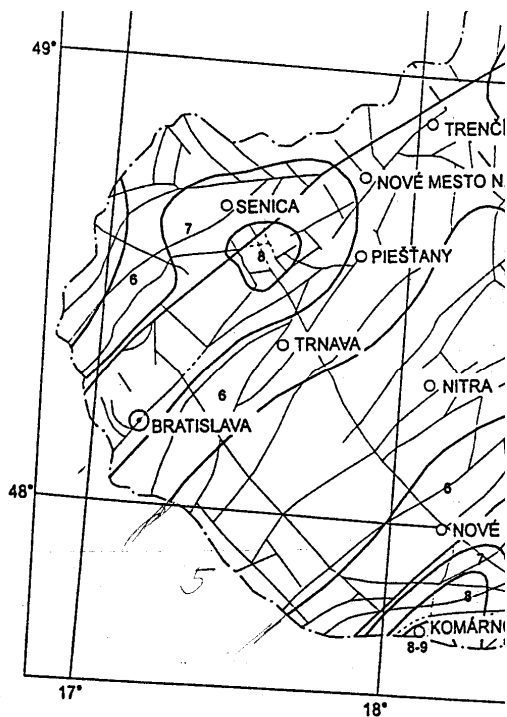 49°
TRENČ
NOVÉ MESTO N.
SENICA
7
PIEŠŤANY
8
6
TRNAVA
NITRA
6
BRATISLAVA
48°
6
NOVÉ
7
5
8
KOMÁRNO
8-9
17°
18°